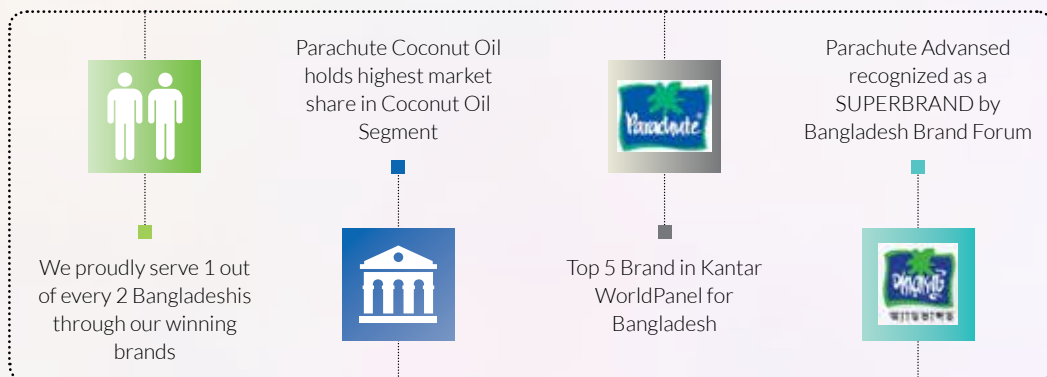 We proudly serve 1 out
of every 2 Bangladeshis
through our winning
brands
Parachute Coconut Oil
holds highest market
share in Coconut Oil
Segment
Parachute
Top 5 Brand in Kantar
WorldPanel for
Bangladesh
Parachute Advansed
recognized as a
SUPERBRAND by
Bangladesh Brand Forum